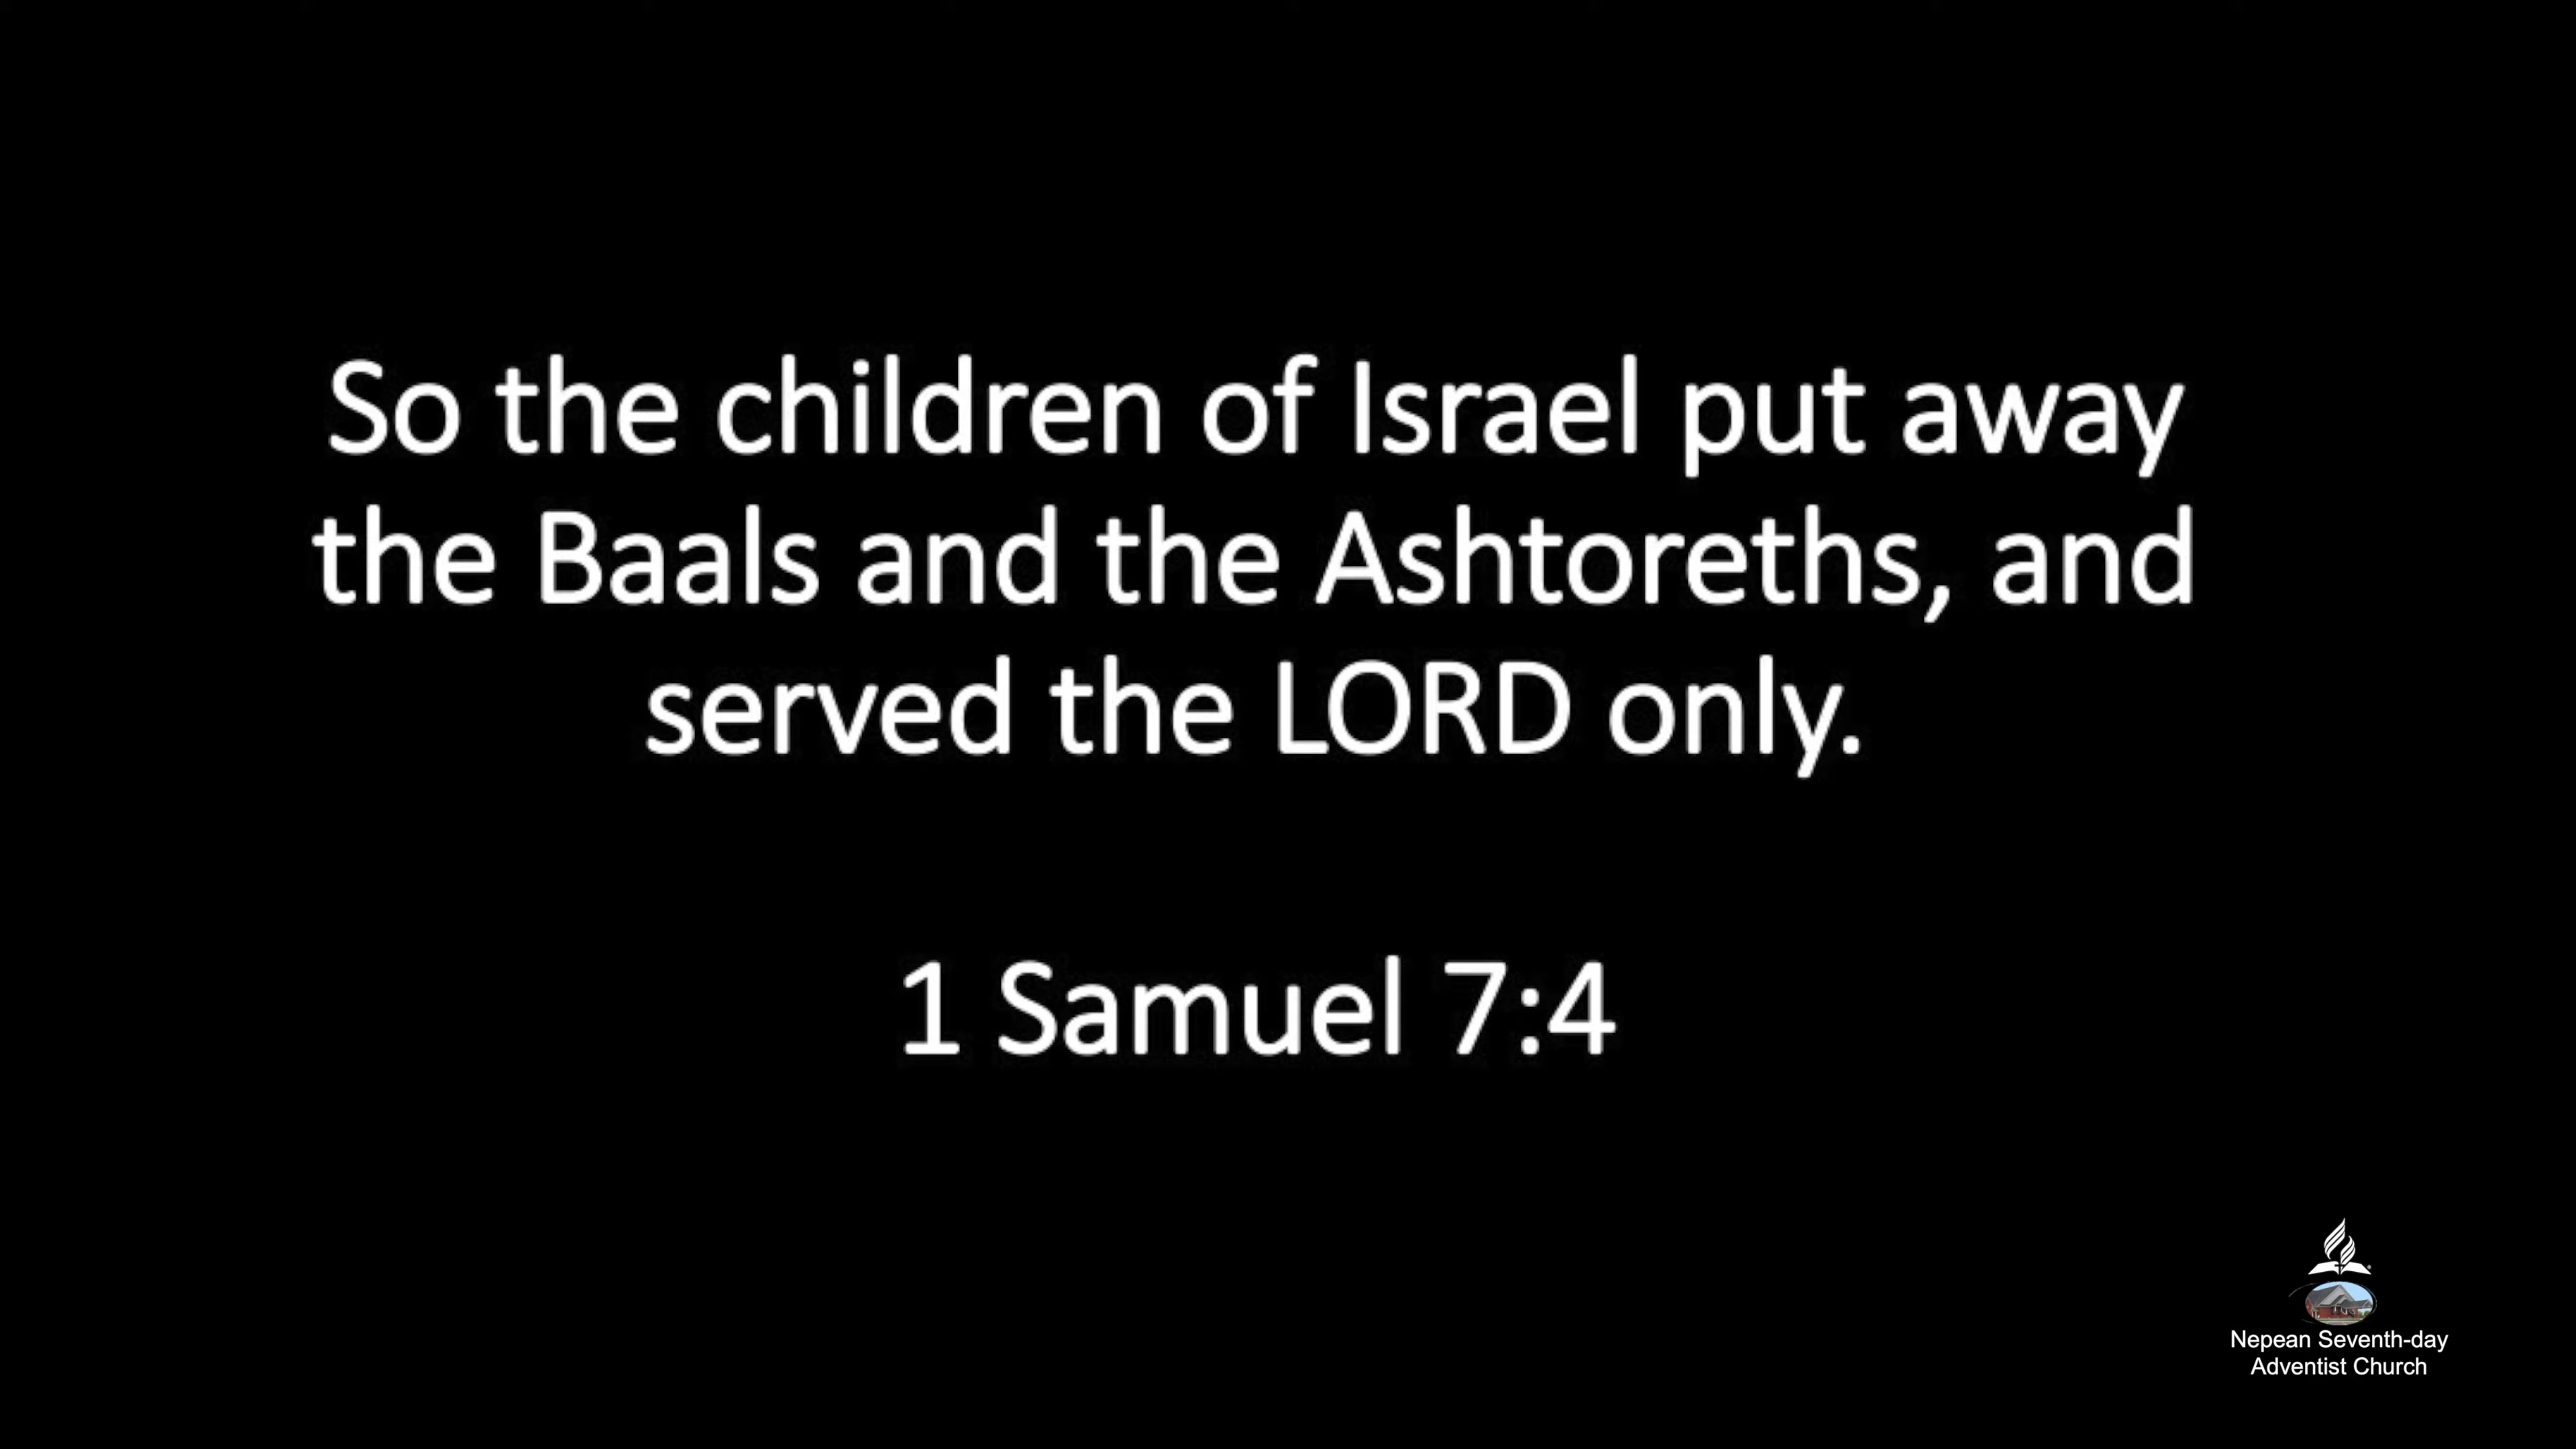 So the children of Israel put away
the Baals and the Ashtoreths, and
served the LORD only.
1 Samuel 7:4
Nepean Seventh-day
Adventist Church